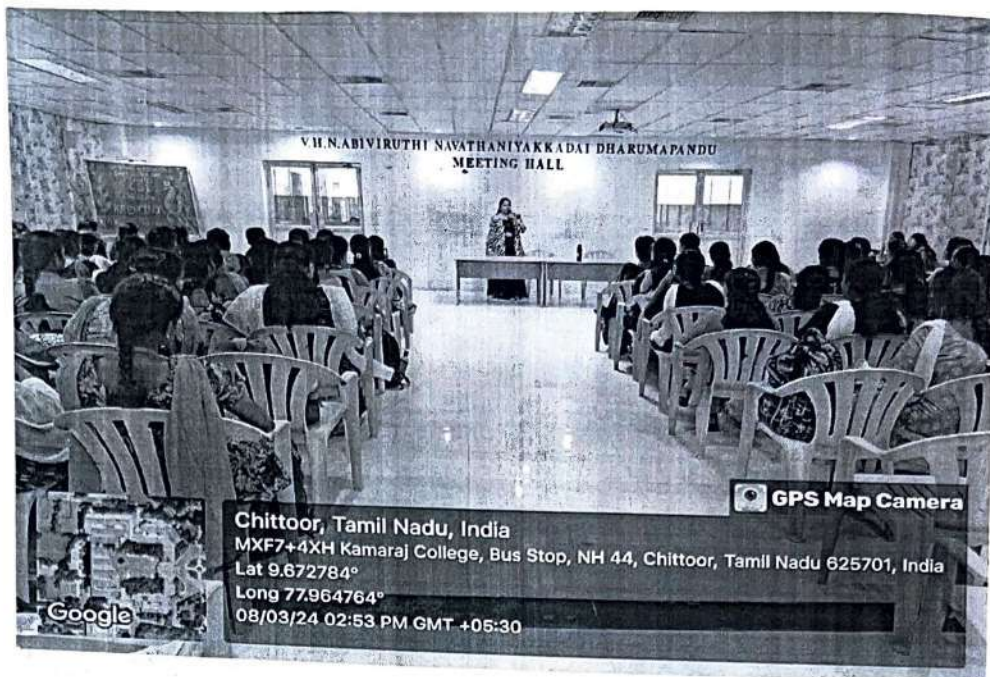 V.H.N.ABIVIRUTHI NAVATHANIYAKKADAI DHARUMAPANDU
MEETING HALL
GPS Map Camera
Chittoor, Tamil Nadu, India
MXF7+4XH Kamaraj College, Bus Stop, NH 44, Chittoor, Tamil Nadu 625701, India
Lat 9.672784°
Long 77.964764°
08/03/24 02:53 PM GMT +05:30
Google